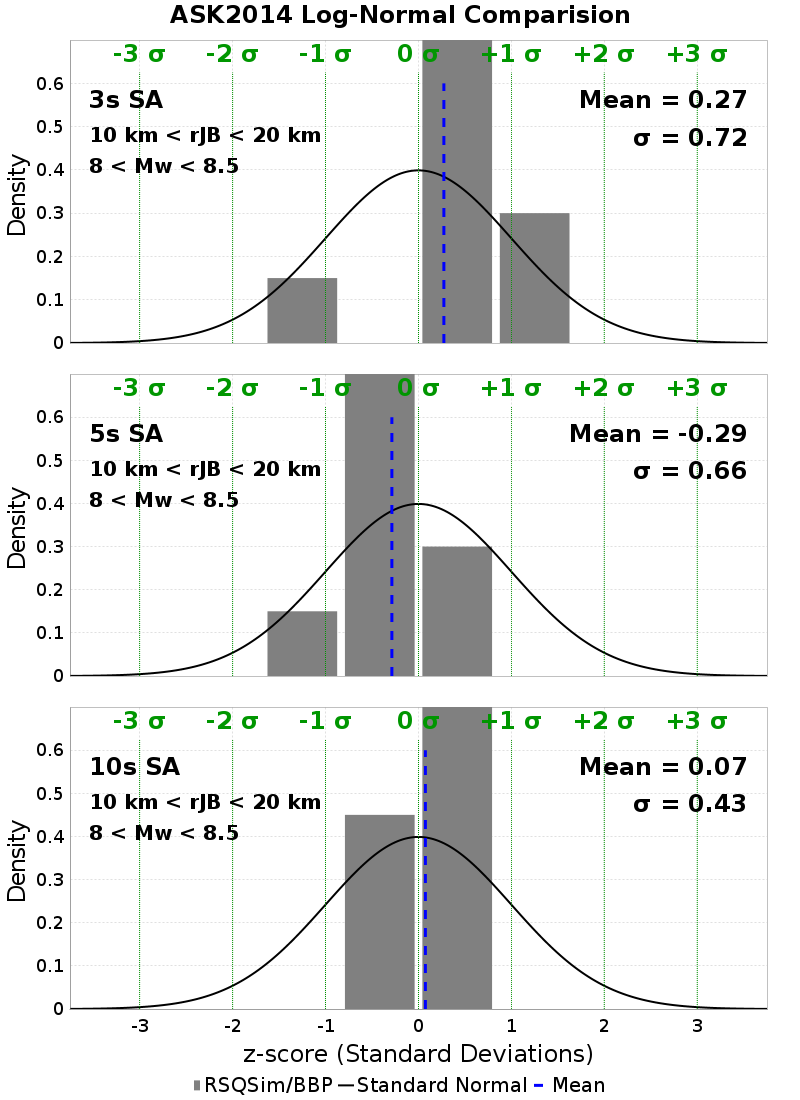 ASK2014 Log-Normal Comparision
-3 σ -2 σ -1 σ 0 σ +1 σ +2 σ +3 σ
3s SA
10 km < rJB < 20 km
8 < Mw < 8.5
Mean = 0.27
σ = 0.72
Density
0.6
0.5
0.4
0.3
0.2
0.1
0
-3 σ -2 σ -1 σ 0 σ +1 σ +2 σ +3 σ
5s SA
10 km < rJB < 20 km
8 < Mw < 8.5
Mean = -0.29
σ = 0.66
Density
0.6
0.5
0.4
0.3
0.2
0.1
0
-3 σ -2 σ -1 σ 0 σ +1 σ +2 σ +3 σ
10s SA
10 km < rJB < 20 km
8 < Mw < 8.5
Mean = 0.07
σ = 0.43
Density
0.6
0.5
0.4
0.3
0.2
0.1
0
-3 -2 -1 0 1 2 3
z-score (Standard Deviations)
RSQSim/BBP Standard Normal Mean